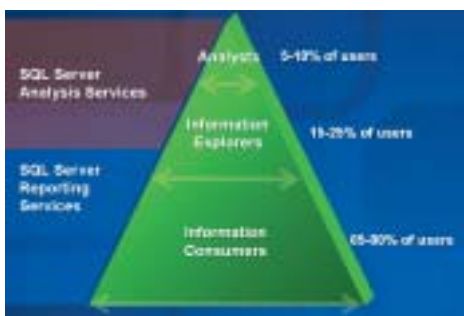 Analysts
5-10% of users
SQL Server
Analysis Services
Information
Explorers
15-25% of users
SQL Server
Reporting
Services
Information
Consumers
65-80% of users